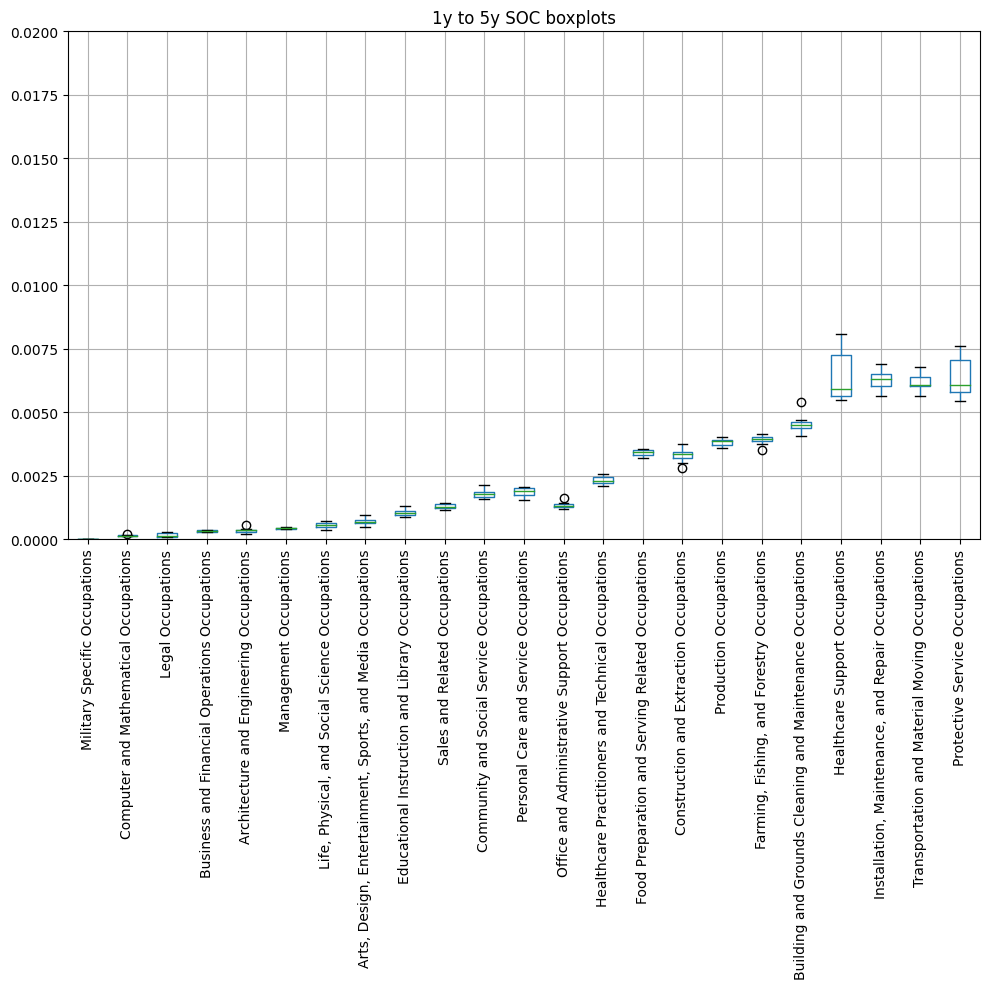 1y to 5y SOC boxplots
0.0200
0.0175
0.0150
0.0125
0.0100
0.0075
0.0050
0.0025
0.0000
Military Specific Occupations
Computer and Mathematical Occupations
Legal Occupations
Business and Financial Operations Occupations
Architecture and Engineering Occupations
Management Occupations
Life, Physical, and Social Science Occupations
Arts, Design, Entertainment, Sports, and Media Occupations
Educational Instruction and Library Occupations
Sales and Related Occupations
Community and Social Service Occupations
Personal Care and Service Occupations
Office and Administrative Support Occupations
Healthcare Practitioners and Technical Occupations
Food Preparation and Serving Related Occupations
Construction and Extraction Occupations
Production Occupations
Farming, Fishing, and Forestry Occupations
Building and Grounds Cleaning and Maintenance Occupations
Healthcare Support Occupations
Installation, Maintenance, and Repair Occupations
Transportation and Material Moving Occupations
Protective Service Occupations